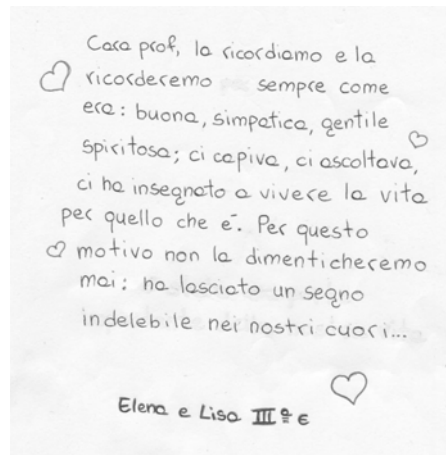 Cara prof, la ricordiamo e la
ricorderemo sempre come
era: buona, simpatica, gentile
spiritosa; ci capiva, ci ascoltava,
ci ha insegnato a vivere la vita
per quello che è. Per questo
motivo non la dimenticheremo
mai: ha lasciato un segno
indelebile nei nostri cuori...
Elena e Lisa IIIª E